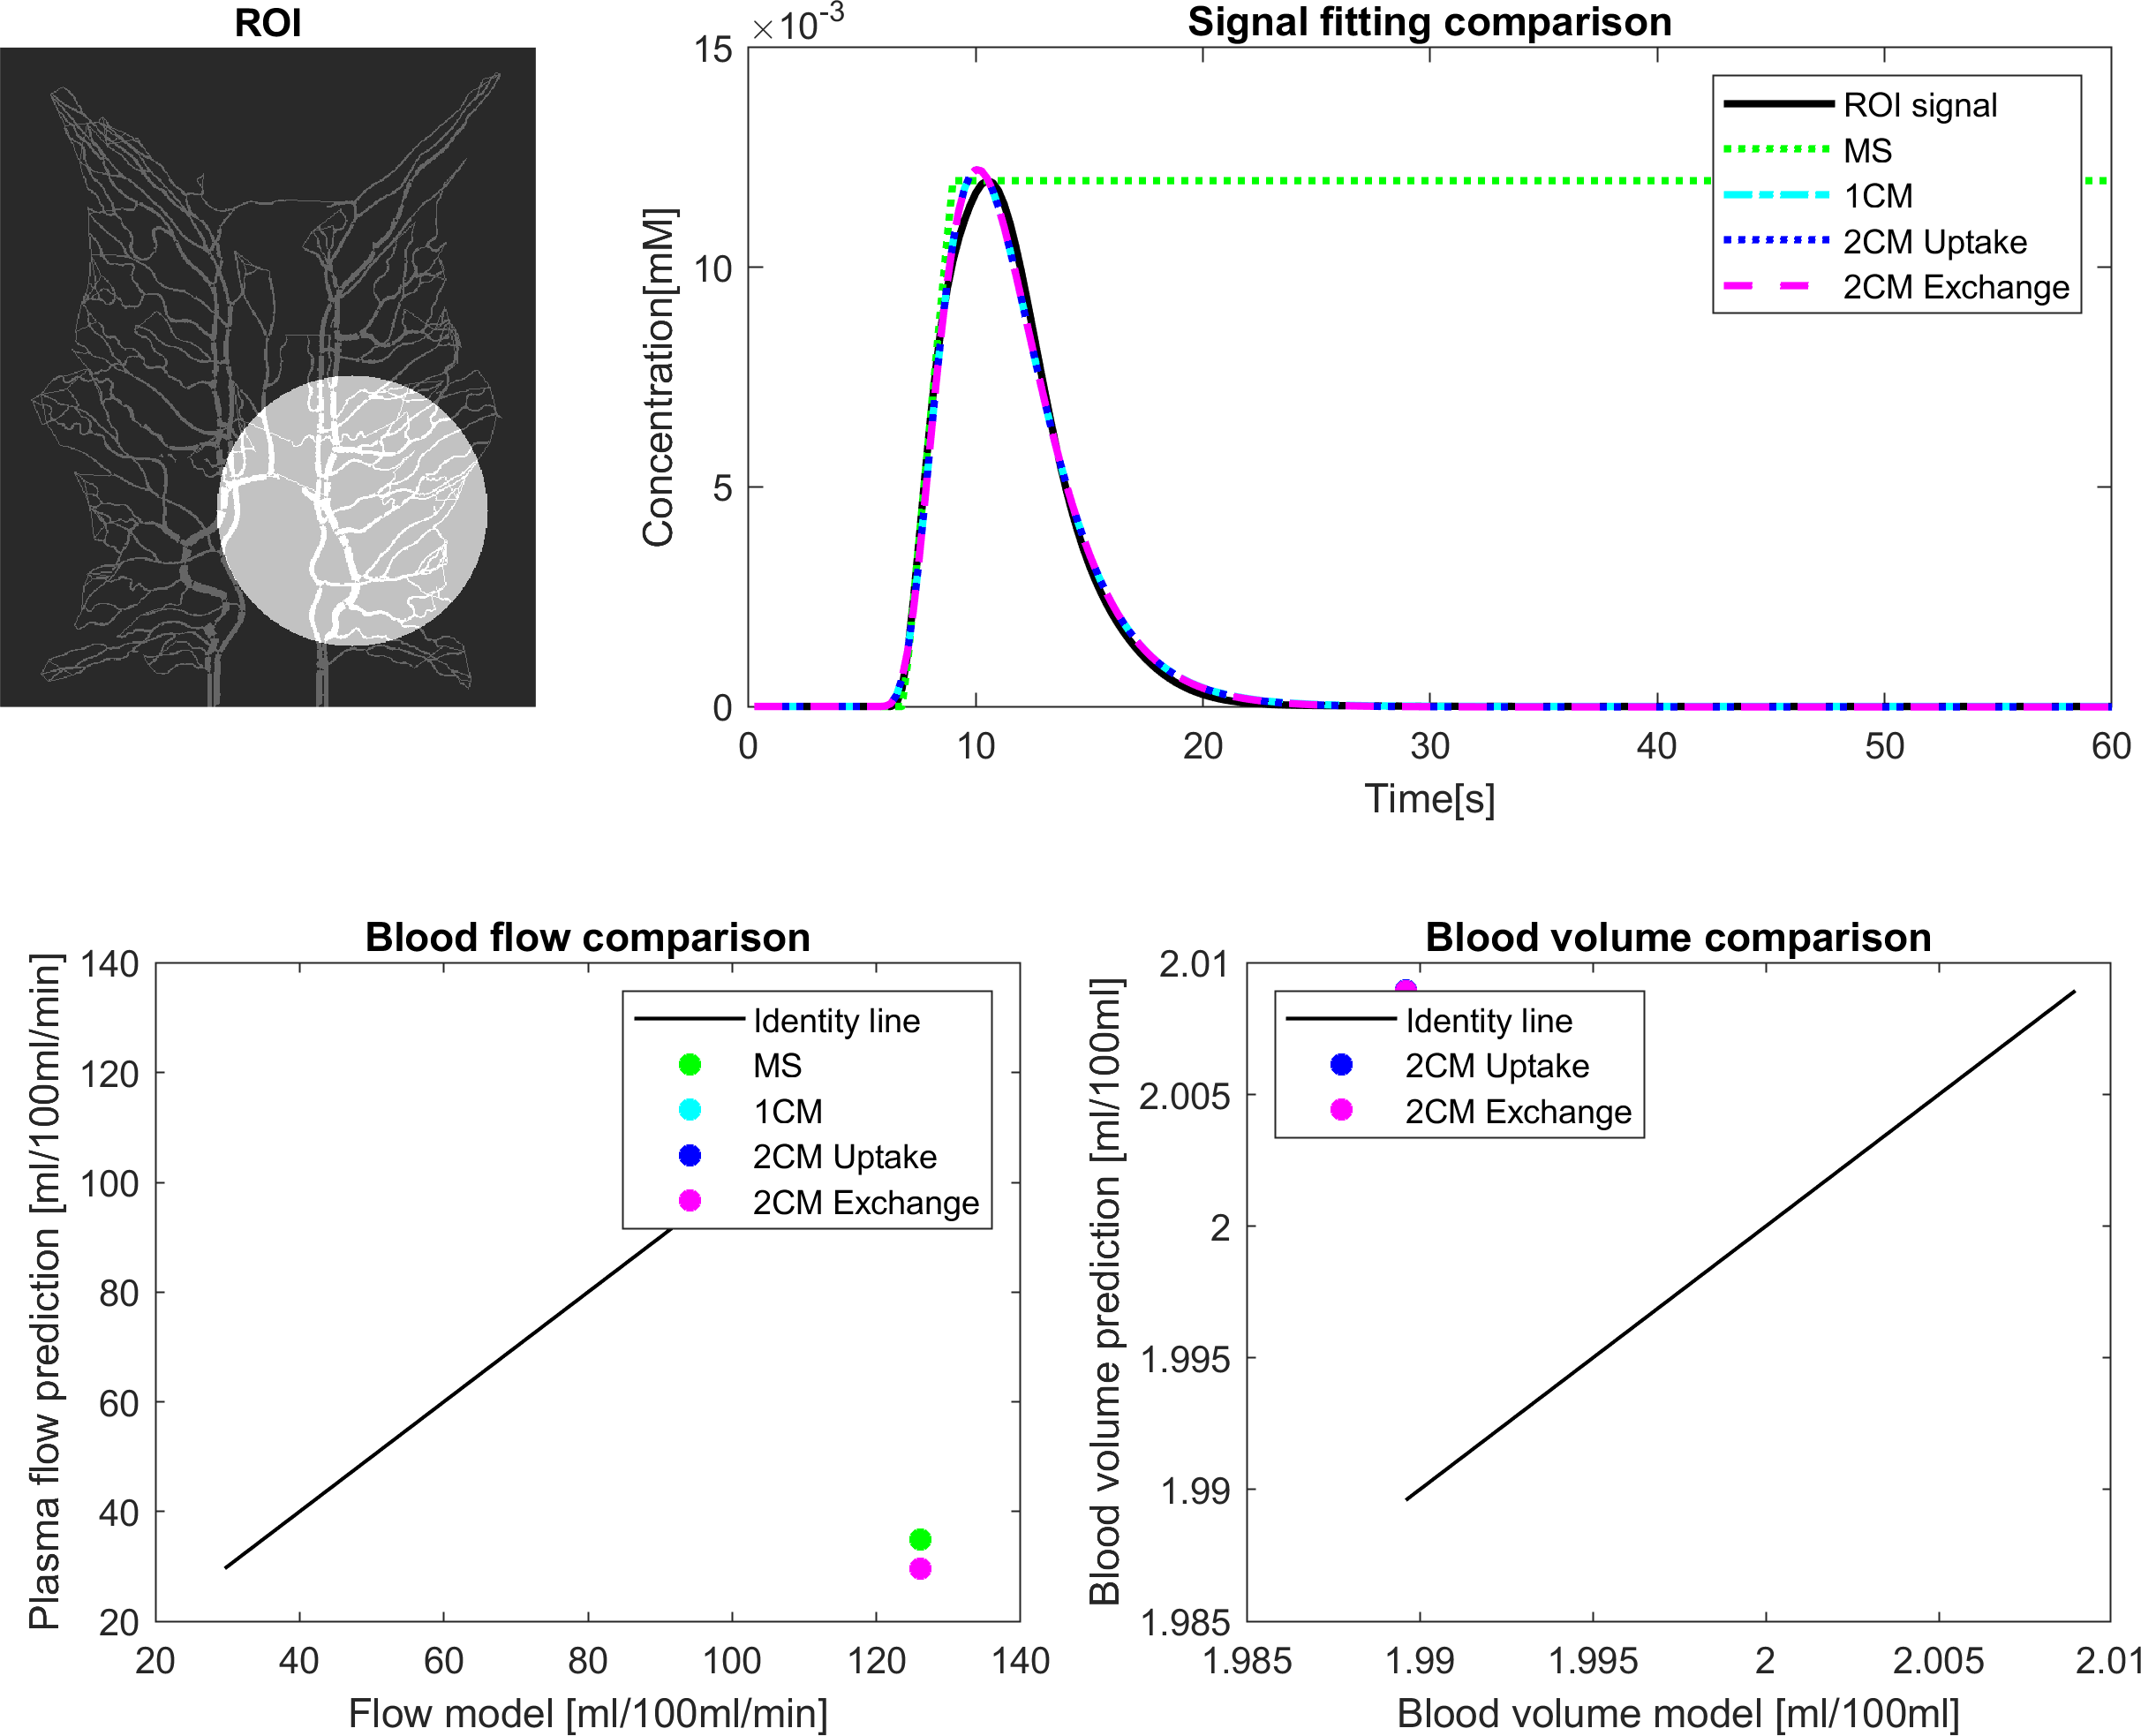 ROI
Signal fitting comparison
×10-3
15
10
5
0
Concentration[mM]
0 10 20 30 40 50 60
Time[s]
ROI signal
MS
1CM
2CM Uptake
2CM Exchange
Blood flow comparison
140
120
100
80
60
40
20
Plasma flow prediction [ml/100ml/min]
20 40 60 80 100 120 140
Flow model [ml/100ml/min]
Identity line
MS
1CM
2CM Uptake
2CM Exchange
Blood volume comparison
2.01
2.005
2
1.995
1.99
1.985
Blood volume prediction [ml/100ml]
1.985 1.99 1.995 2 2.005 2.01
Blood volume model [ml/100ml]
Identity line
2CM Uptake
2CM Exchange